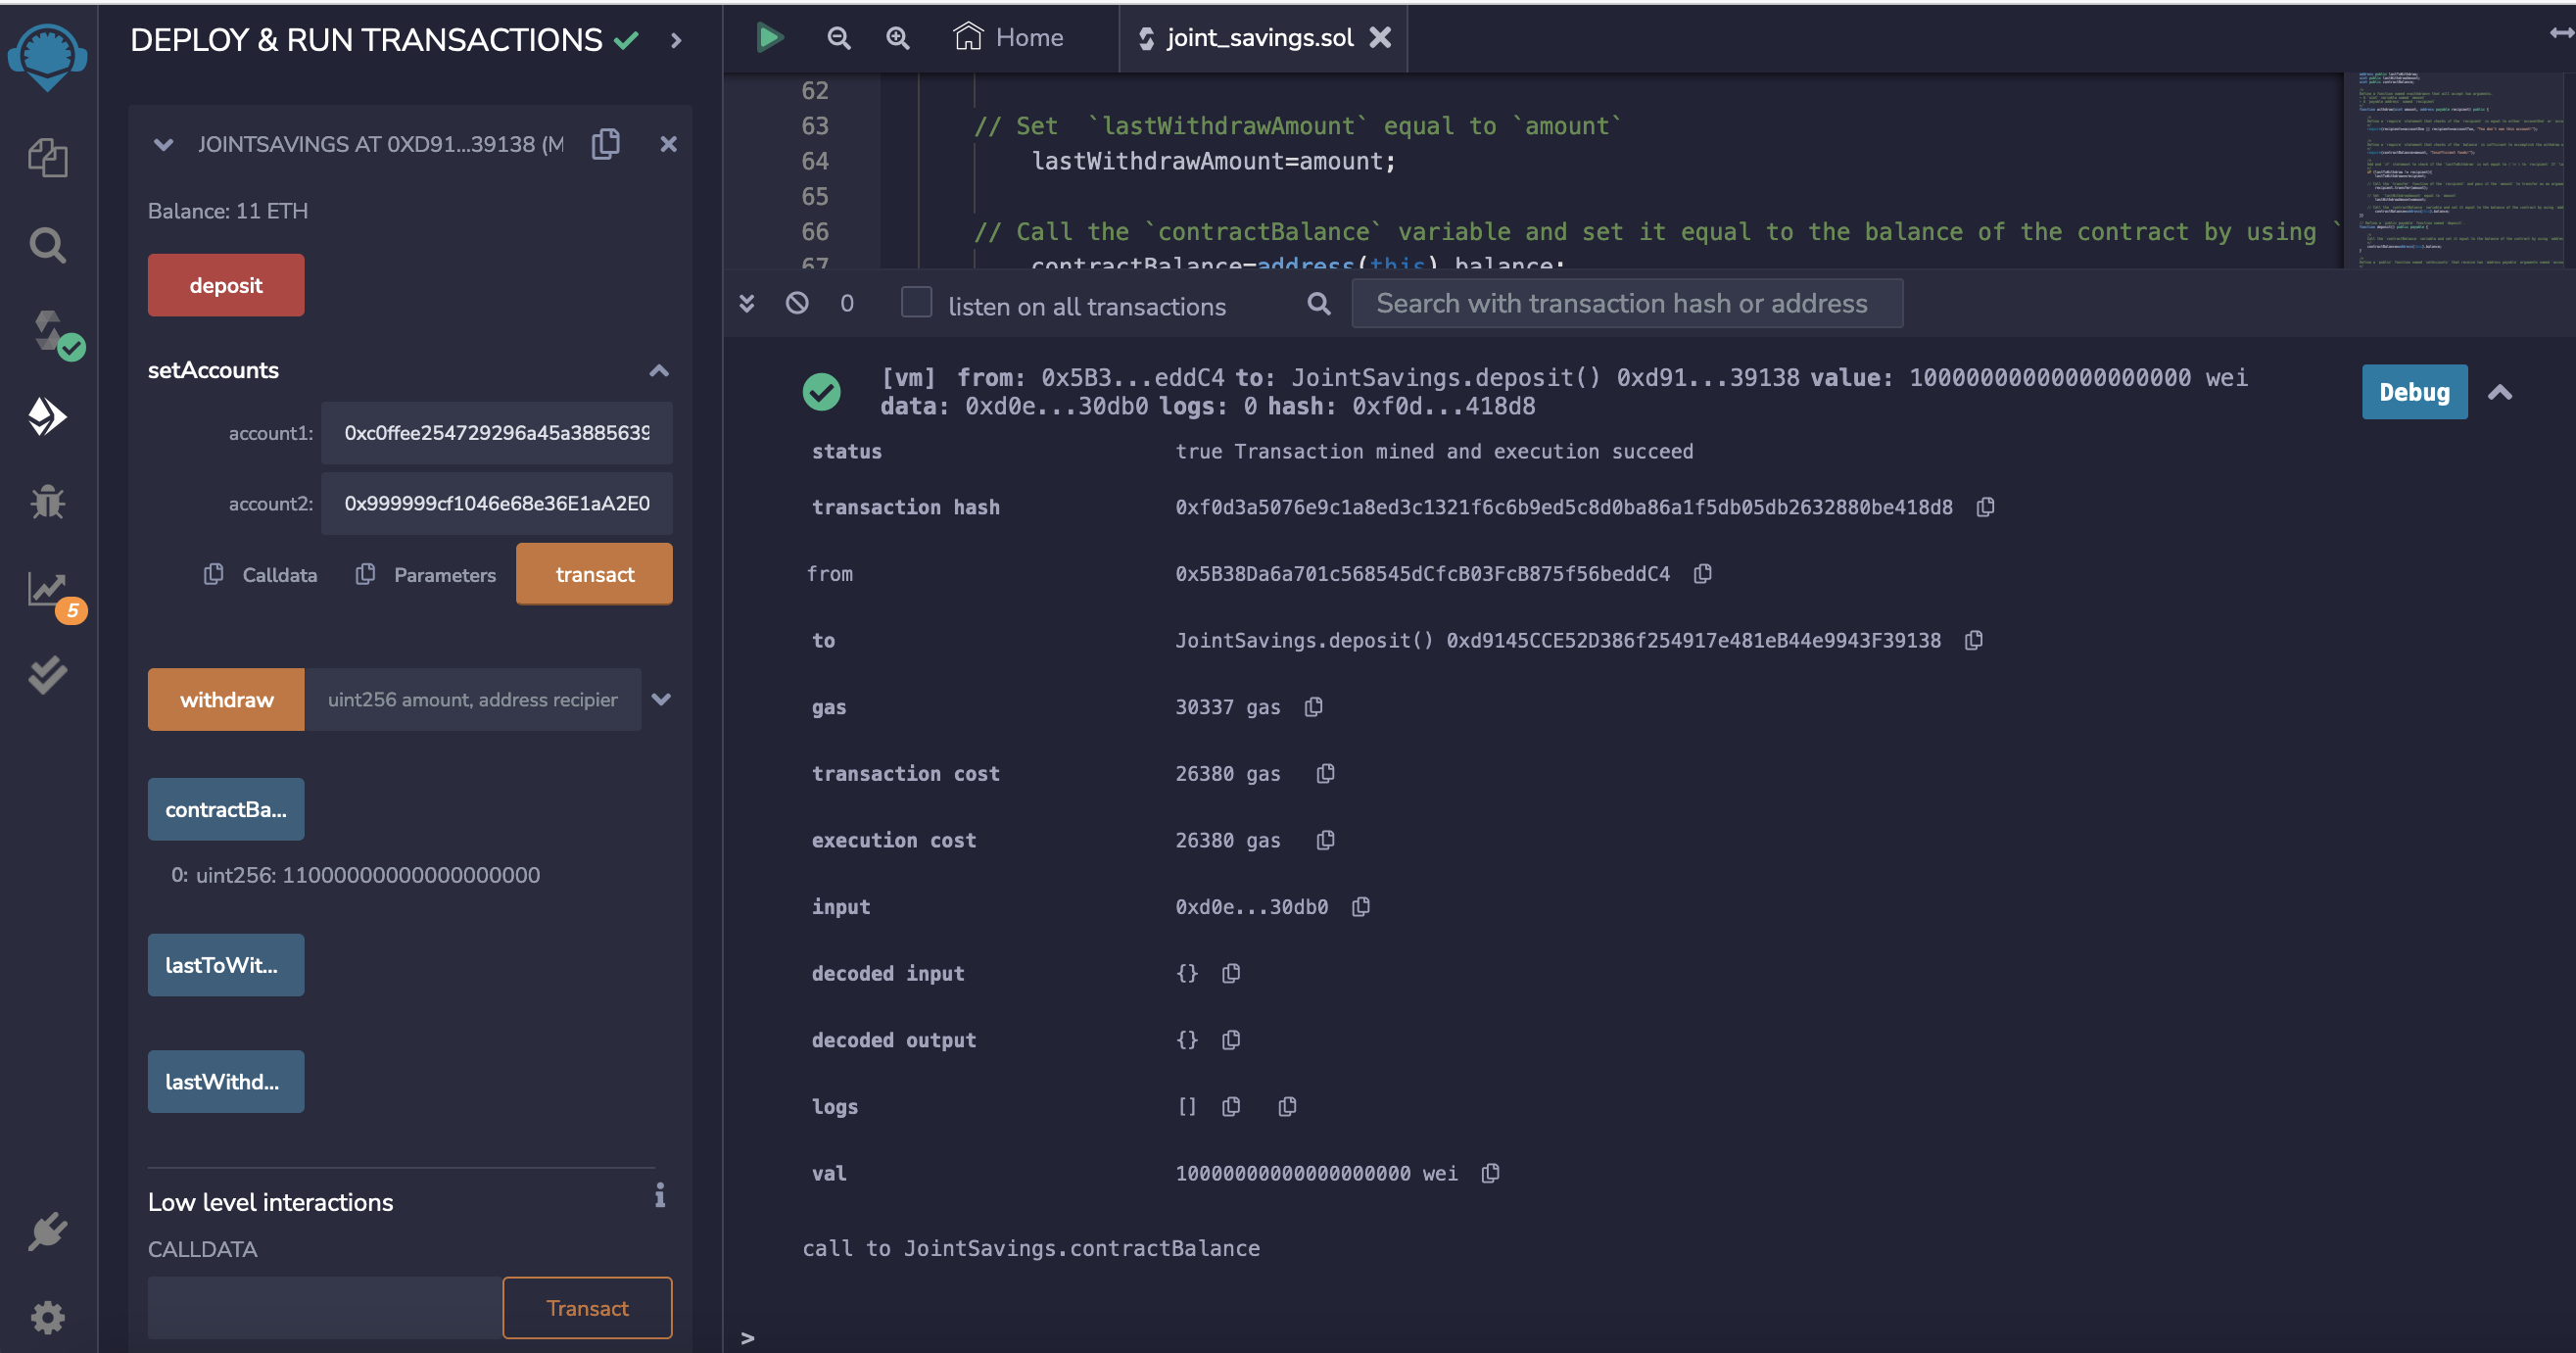 DEPLOY & RUN TRANSACTIONS
JOINTSAVINGS AT 0XD91...39138 (M
Balance: 11 ETH
deposit
setAccounts
account1: 0xc0ffee254729296a45a3885639
account2: 0x999999cf1046e68e36E1aA2E0
Calldata Parameters transact
withdraw uint256 amount, address recipier
contractBa...
0: uint256: 11000000000000000000
lastToWit...
lastWithd...
Low level interactions
CALLDATA
Transact
5
Home joint_savings.sol
62
63 // Set `lastWithdrawAmount` equal to `amount`
64 lastWithdrawAmount=amount;
65
66 // Call the `contractBalance` variable and set it equal to the balance of the contract by using `
67 contractBalance=address(this).balance;
0 listen on all transactions Search with transaction hash or address
[vm] from: 0x5B3...eddC4 to: JointSavings.deposit() 0xd91...39138 value: 10000000000000000000 wei
data: 0xd0e...30db0 logs: 0 hash: 0xf0d...418d8
Debug
status true Transaction mined and execution succeed
transaction hash 0xf0d3a5076e9c1a8ed3c1321f6c6b9ed5c8d0ba86a1f5db05db2632880be418d8
from 0x5B38Da6a701c568545dCfcB03FcB875f56beddC4
to JointSavings.deposit() 0xd9145CCE52D386f254917e481eB44e9943F39138
gas 30337 gas
transaction cost 26380 gas
execution cost 26380 gas
input 0xd0e...30db0
decoded input {}
decoded output {}
logs []
val 10000000000000000000 wei
call to JointSavings.contractBalance
>